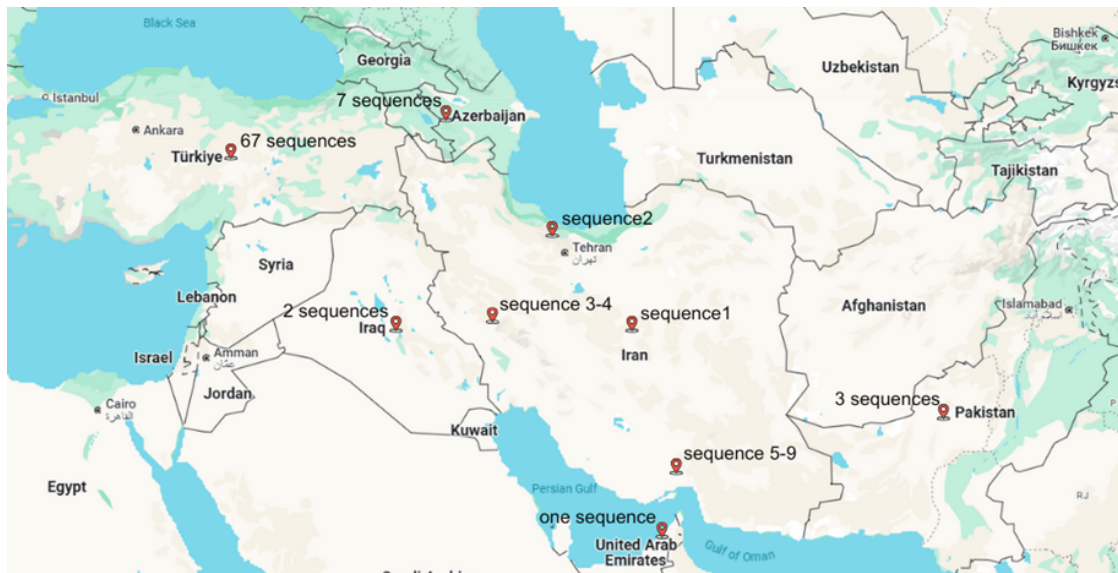 Black Sea
Bishkek
Бишкек
Georgia
Uzbekistan
Kyrgyzs
Istanbul
7 sequences
Azerbaijan
Ankara
67 sequences
Türkiye
Turkmenistan
Tajikistan
sequence2
Tehran
تهران
Syria
Lebanon
sequence 3-4
Afghanistan
Islamabad
اسلام آباد
2 sequences
Iraq
sequence1
Israel
Amman
عمّان
Iran
Jordan
Cairo
القاهرة
3 sequences
Pakistan
Kuwait
sequence 5-9
Egypt
Persian Gulf
RJ
one sequence
United Arab
Emirates
Gulf of Oman